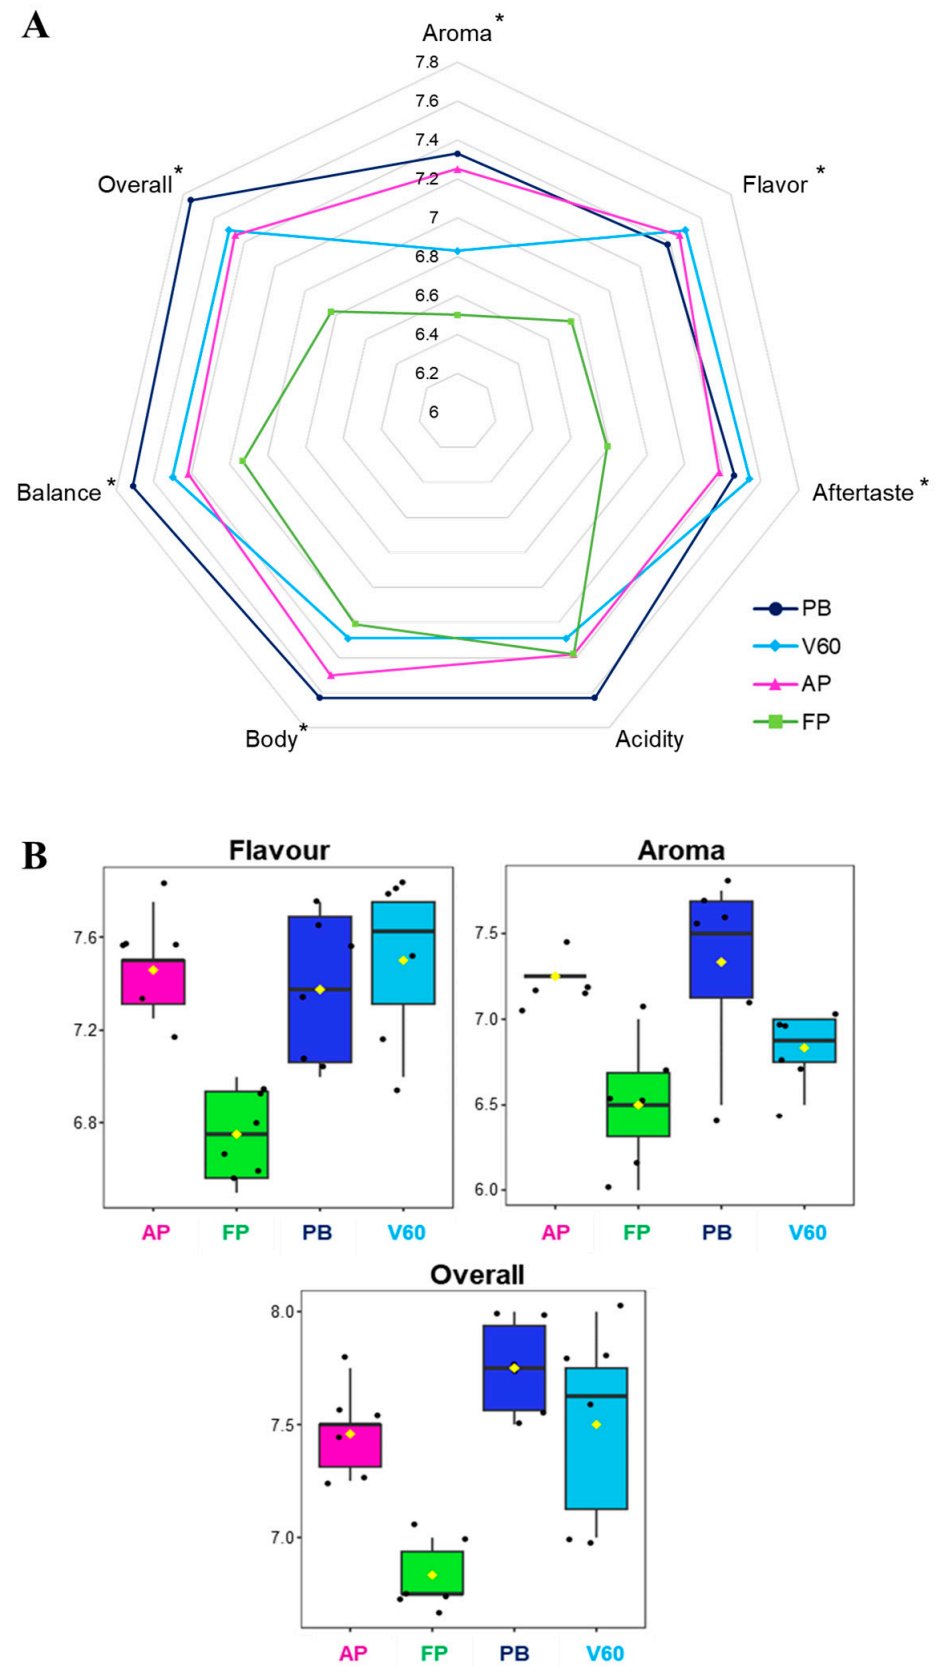 A
Aroma *
7.8
7.6
7.4
7.2
7
6.8
6.6
6.4
6.2
6
Overall *
Flavor *
Balance *
Aftertaste *
Body *
Acidity
PB
V60
AP
FP
B
Flavour
7.6
7.2
6.8
AP FP PB V60
Aroma
7.5
7.0
6.5
6.0
AP FP PB V60
Overall
8.0
7.5
7.0
AP FP PB V60